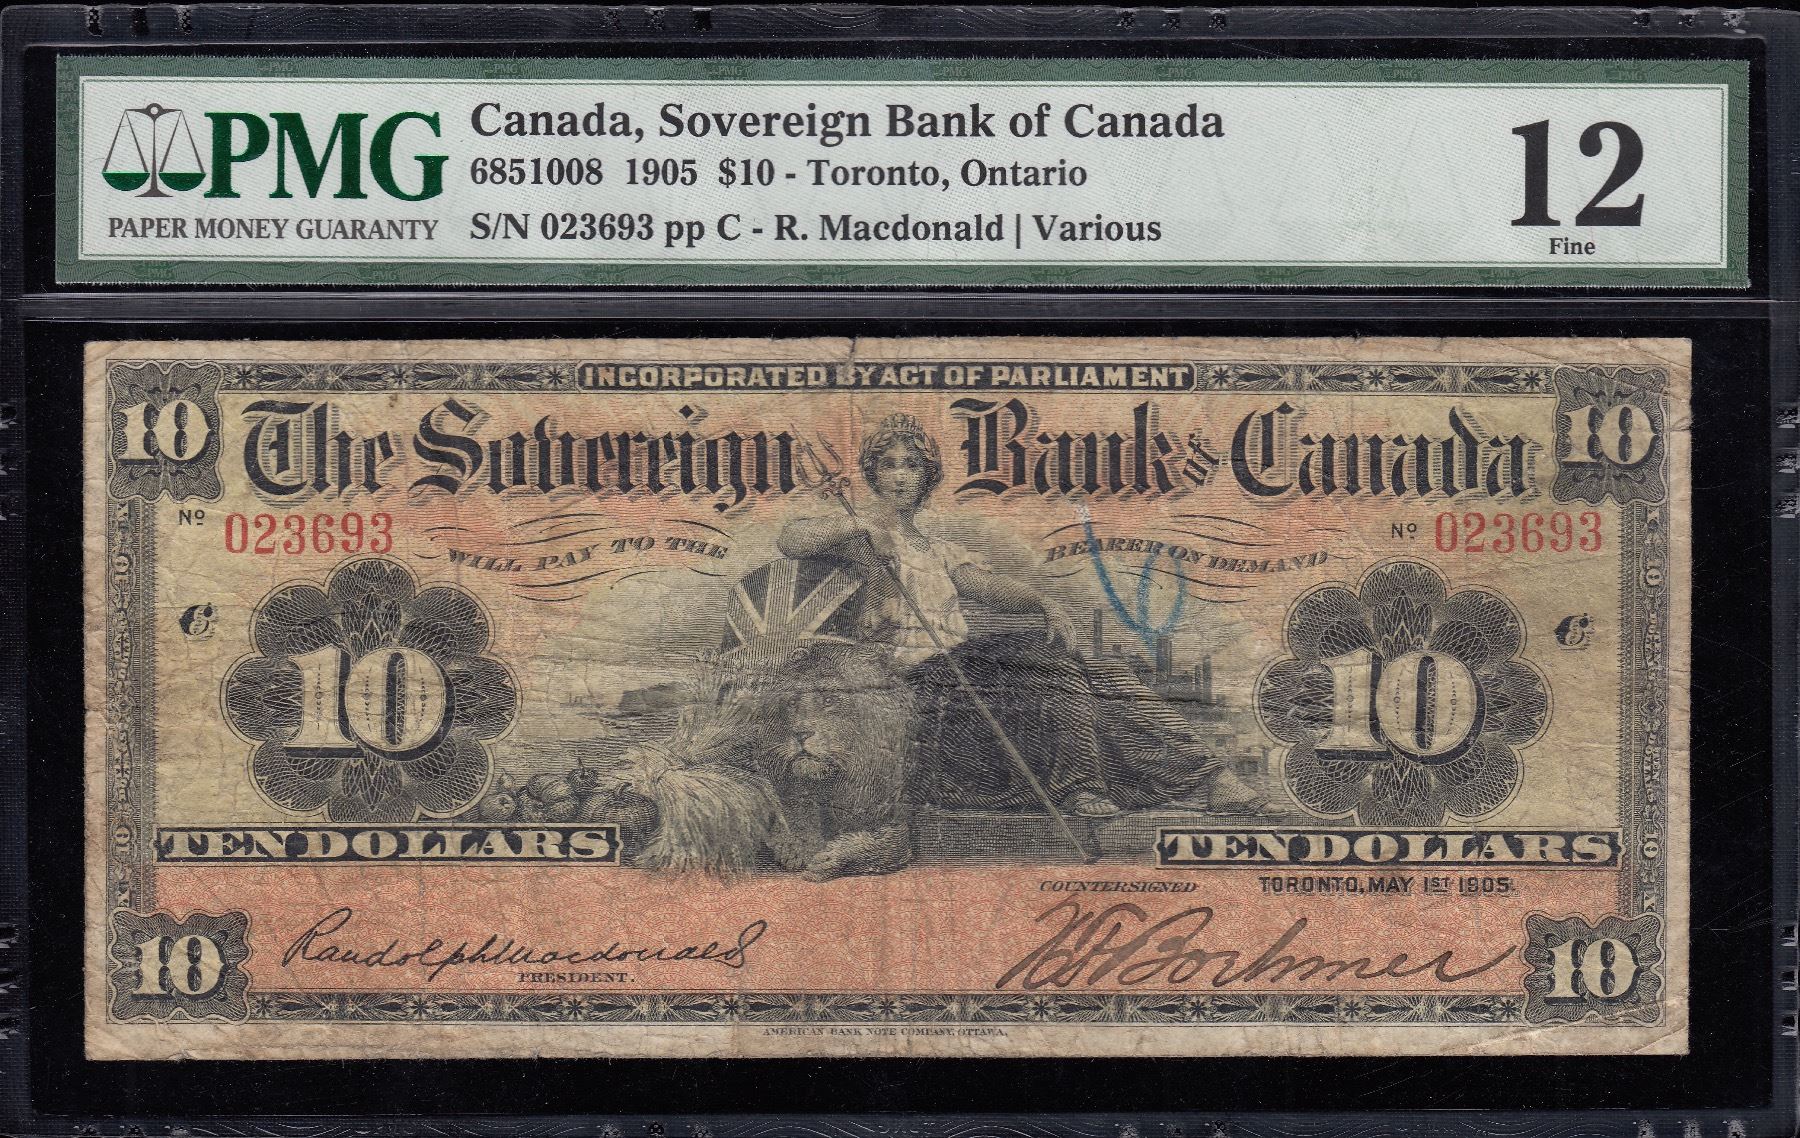 PMG
PAPER MONEY GUARANTY
Canada, Sovereign Bank of Canada
6851008 1905 $10 - Toronto, Ontario
S/N 023693 pp C - R. Macdonald | Various
12
Fine
INCORPORATED BY ACT OF PARLIAMENT
10
10
The Sovereign Bank of Canada
Nº 023693
Nº 023693
WILL PAY TO THE BEARER ON DEMAND
C
C
10
10
TEN DOLLARS
TEN DOLLARS
COUNTERSIGNED
TORONTO, MAY 1ST 1905.
Randolph Macdonald
PRESIDENT.
10
10
AMERICAN BANK NOTE COMPANY, OTTAWA.